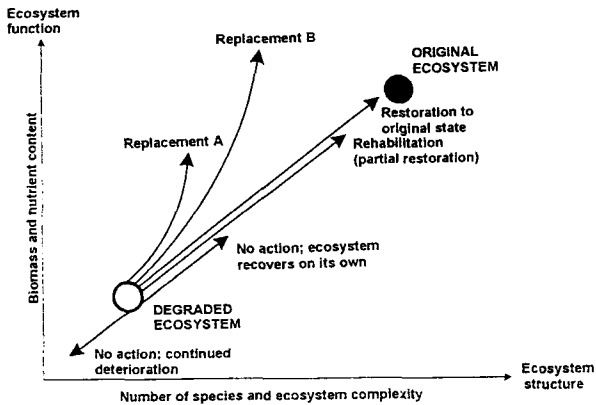 Ecosystem
function
Replacement B
ORIGINAL
ECOSYSTEM
Replacement A
Restoration to
original state
Rehabilitation
(partial restoration)
No action; ecosystem
recovers on its own
DEGRADED
ECOSYSTEM
No action; continued
deterioration
Biomass and nutrient content
Number of species and ecosystem complexity
Ecosystem
structure